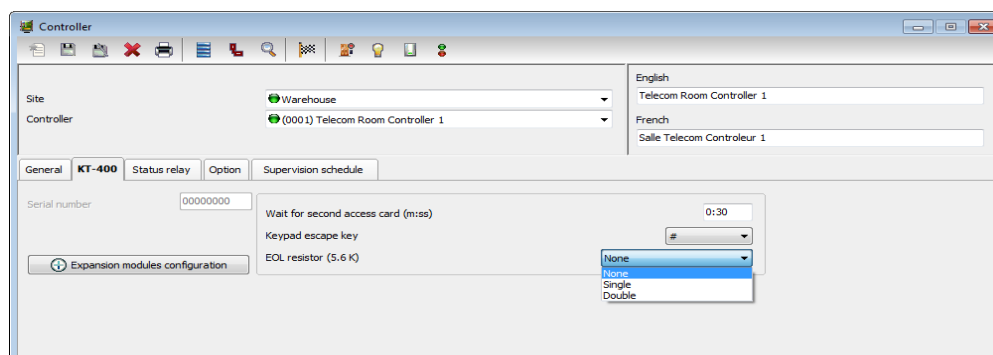 Controller
English
Site
Warehouse
Telecom Room Controller 1
Controller
(0001) Telecom Room Controller 1
French
Salle Telecom Controleur 1
General KT-400 Status relay Option Supervision schedule
Serial number
00000000
Wait for second access card (m:ss)
0:30
Keypad escape key
#
Expansion modules configuration
EOL resistor (5.6 K)
None
None
Single
Double